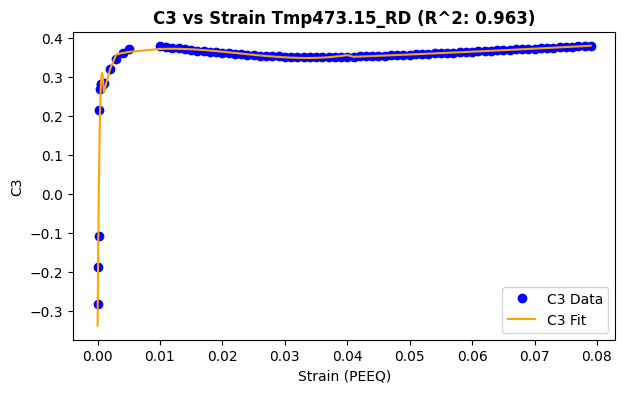 C3 vs Strain Tmp473.15_RD (R^2: 0.963)
0.4
0.3
0.2
0.1
0.0
−0.1
−0.2
−0.3
C3
0.00 0.01 0.02 0.03 0.04 0.05 0.06 0.07 0.08
Strain (PEEQ)
C3 Data
C3 Fit